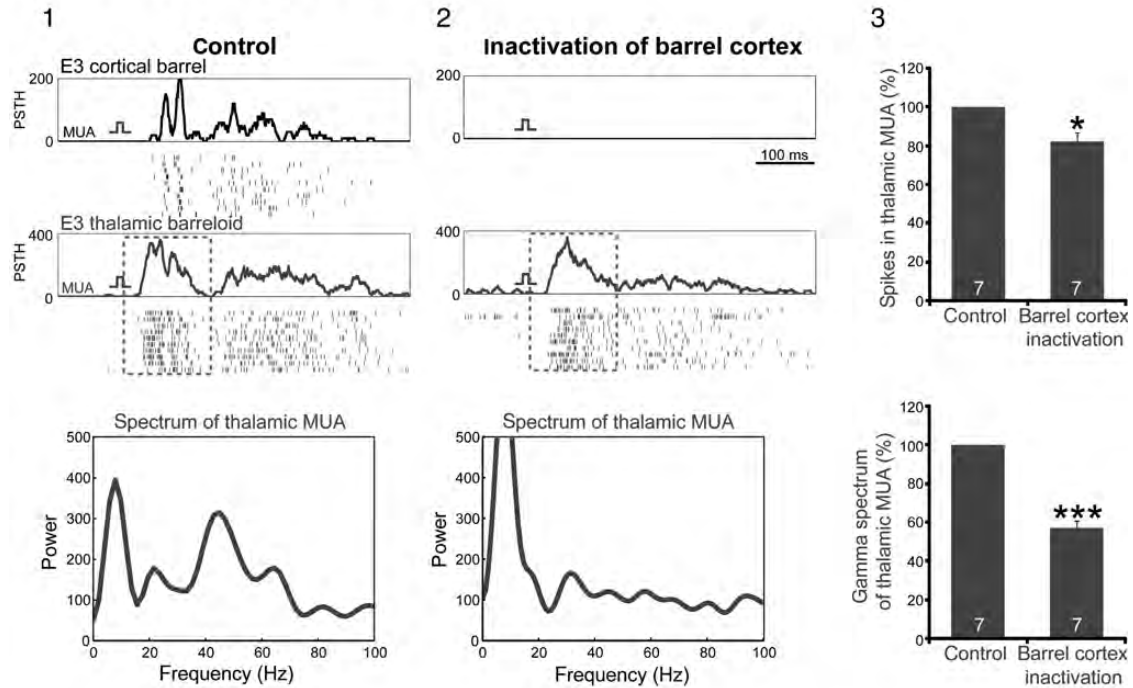 1
Control
E3 cortical barrel
200
PSTH
0
MUA
E3 thalamic barreloid
400
PSTH
0
MUA
Spectrum of thalamic MUA
500
400
300
200
100
0
Power
0 20 40 60 80 100
Frequency (Hz)
2
Inactivation of barrel cortex
200
0
100 ms
400
0
Spectrum of thalamic MUA
500
400
300
200
100
0
Power
0 20 40 60 80 100
Frequency (Hz)
3
Spikes in thalamic MUA (%)
120
100
80
60
40
20
0
*
7 7
Control Barrel cortex
inactivation
Gamma spectrum
of thalamic MUA (%)
120
100
80
60
40
20
0
***
7 7
Control Barrel cortex
inactivation